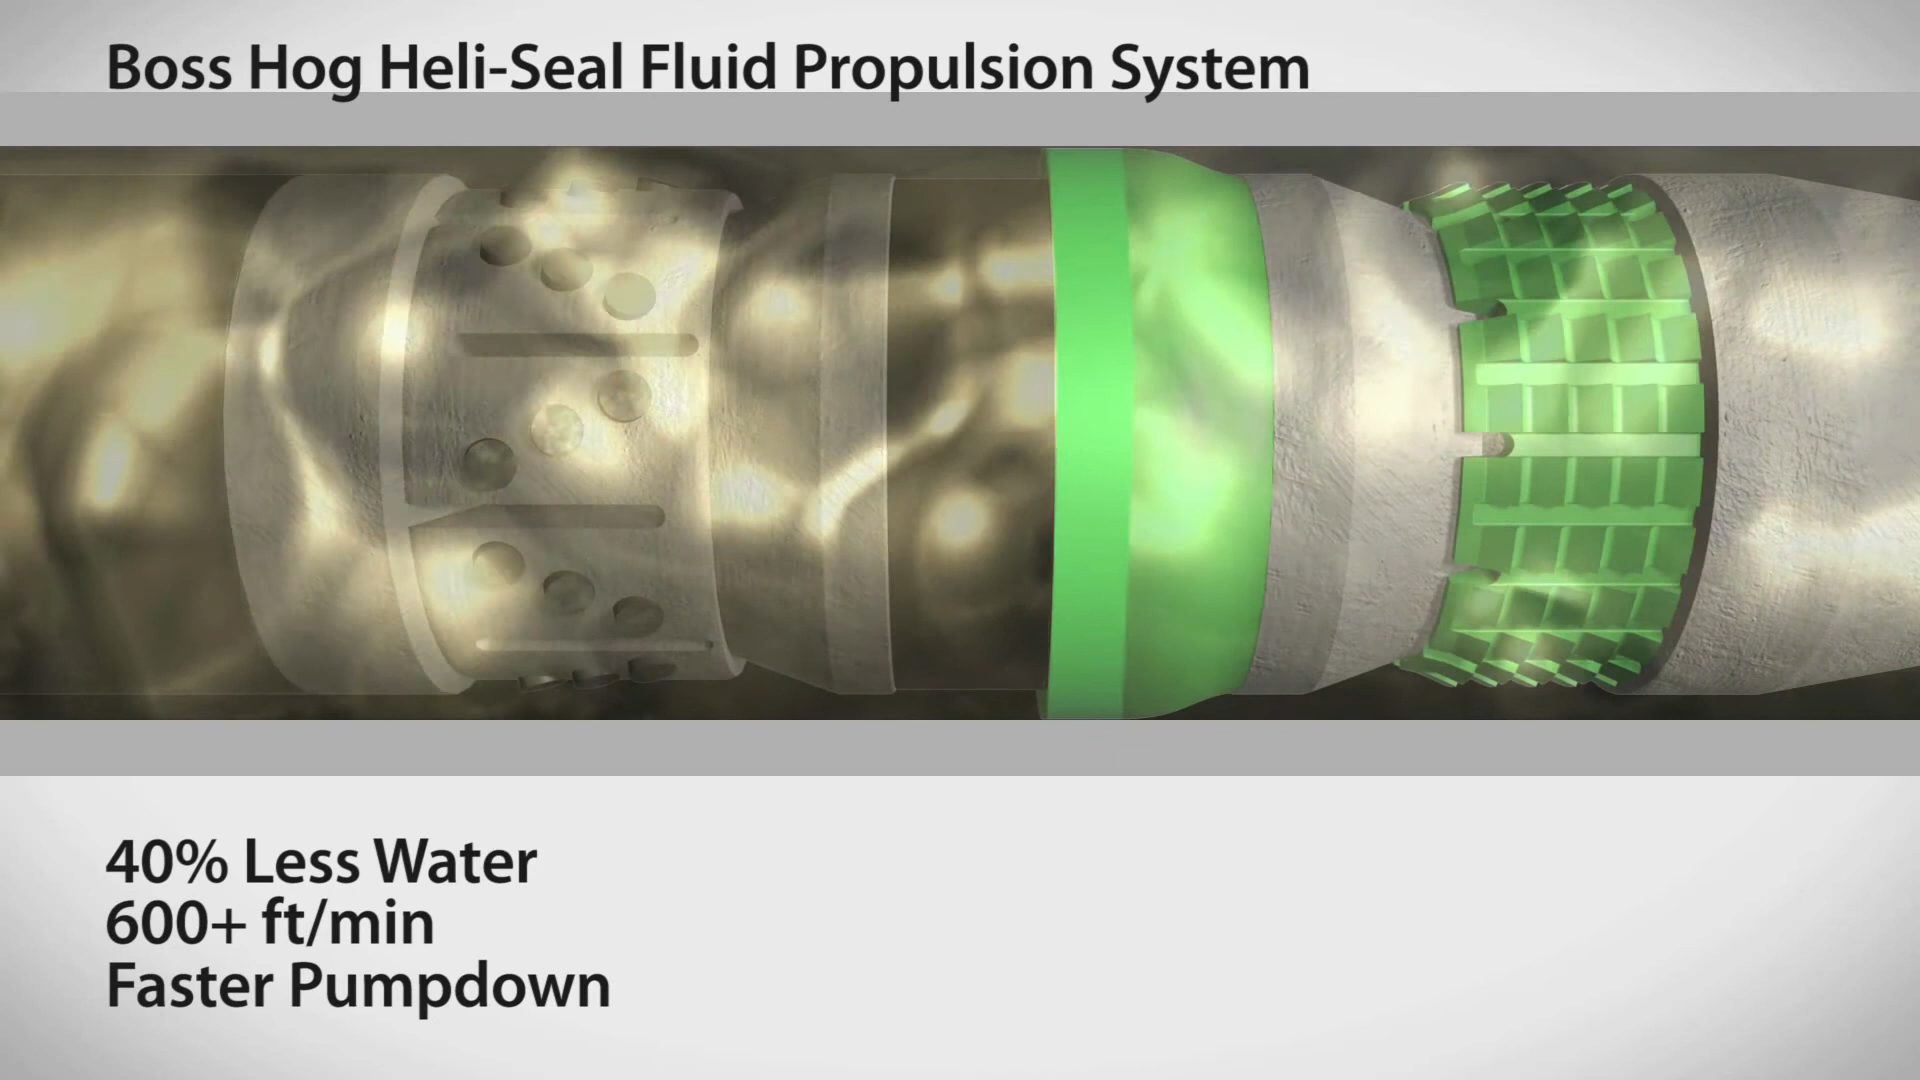 Boss Hog Heli-Seal Fluid Propulsion System
40% Less Water
600+ ft/min
Faster Pumpdown